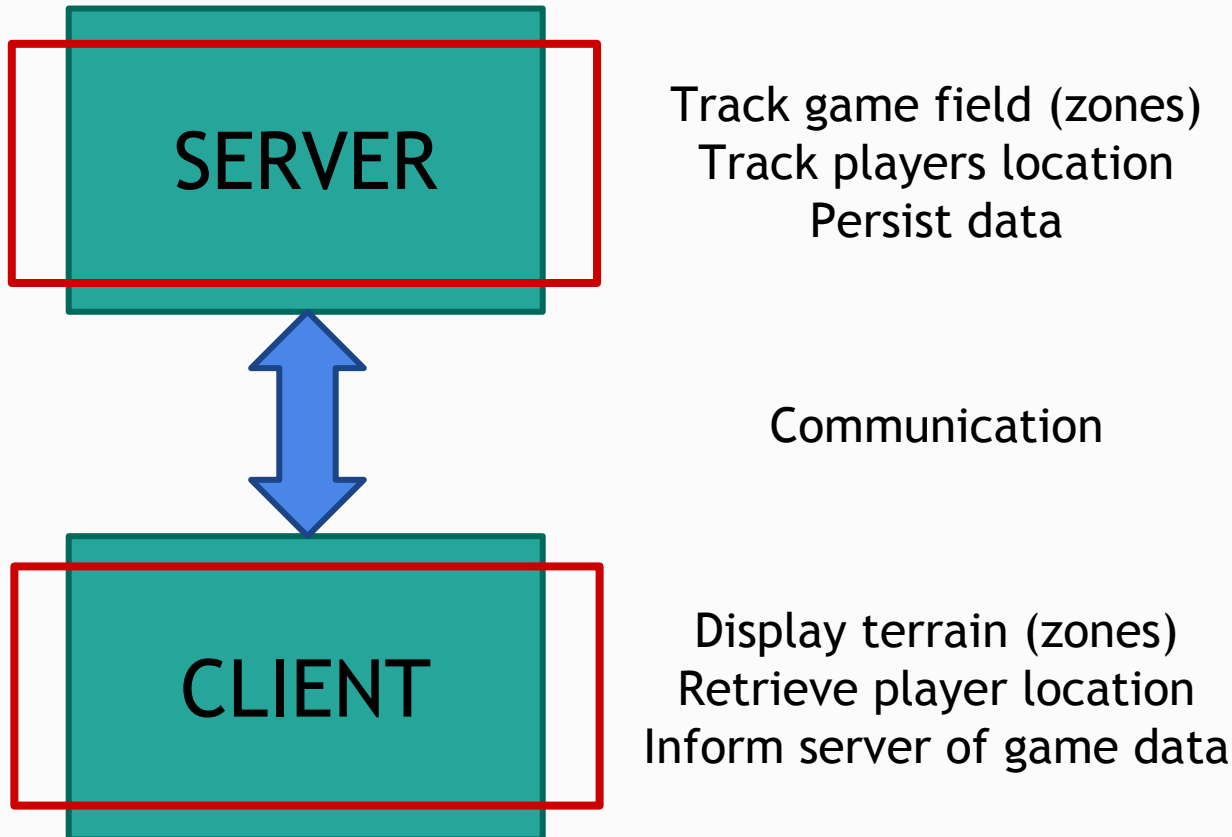 SERVER
Track game field (zones)
Track players location
Persist data
Communication
CLIENT
Display terrain (zones)
Retrieve player location
Inform server of game data